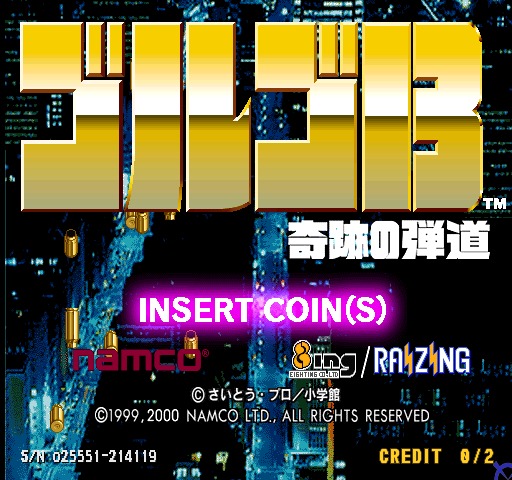 ゴルゴ13
TM
奇跡の弾道
INSERT COIN(S)
namco®
8ing / RAIZING
EIGHTING CO.,LTD
© さいとう・プロ／小学館
©1999, 2000 NAMCO LTD., ALL RIGHTS RESERVED
S/N o25551-214119
CREDIT 0/2